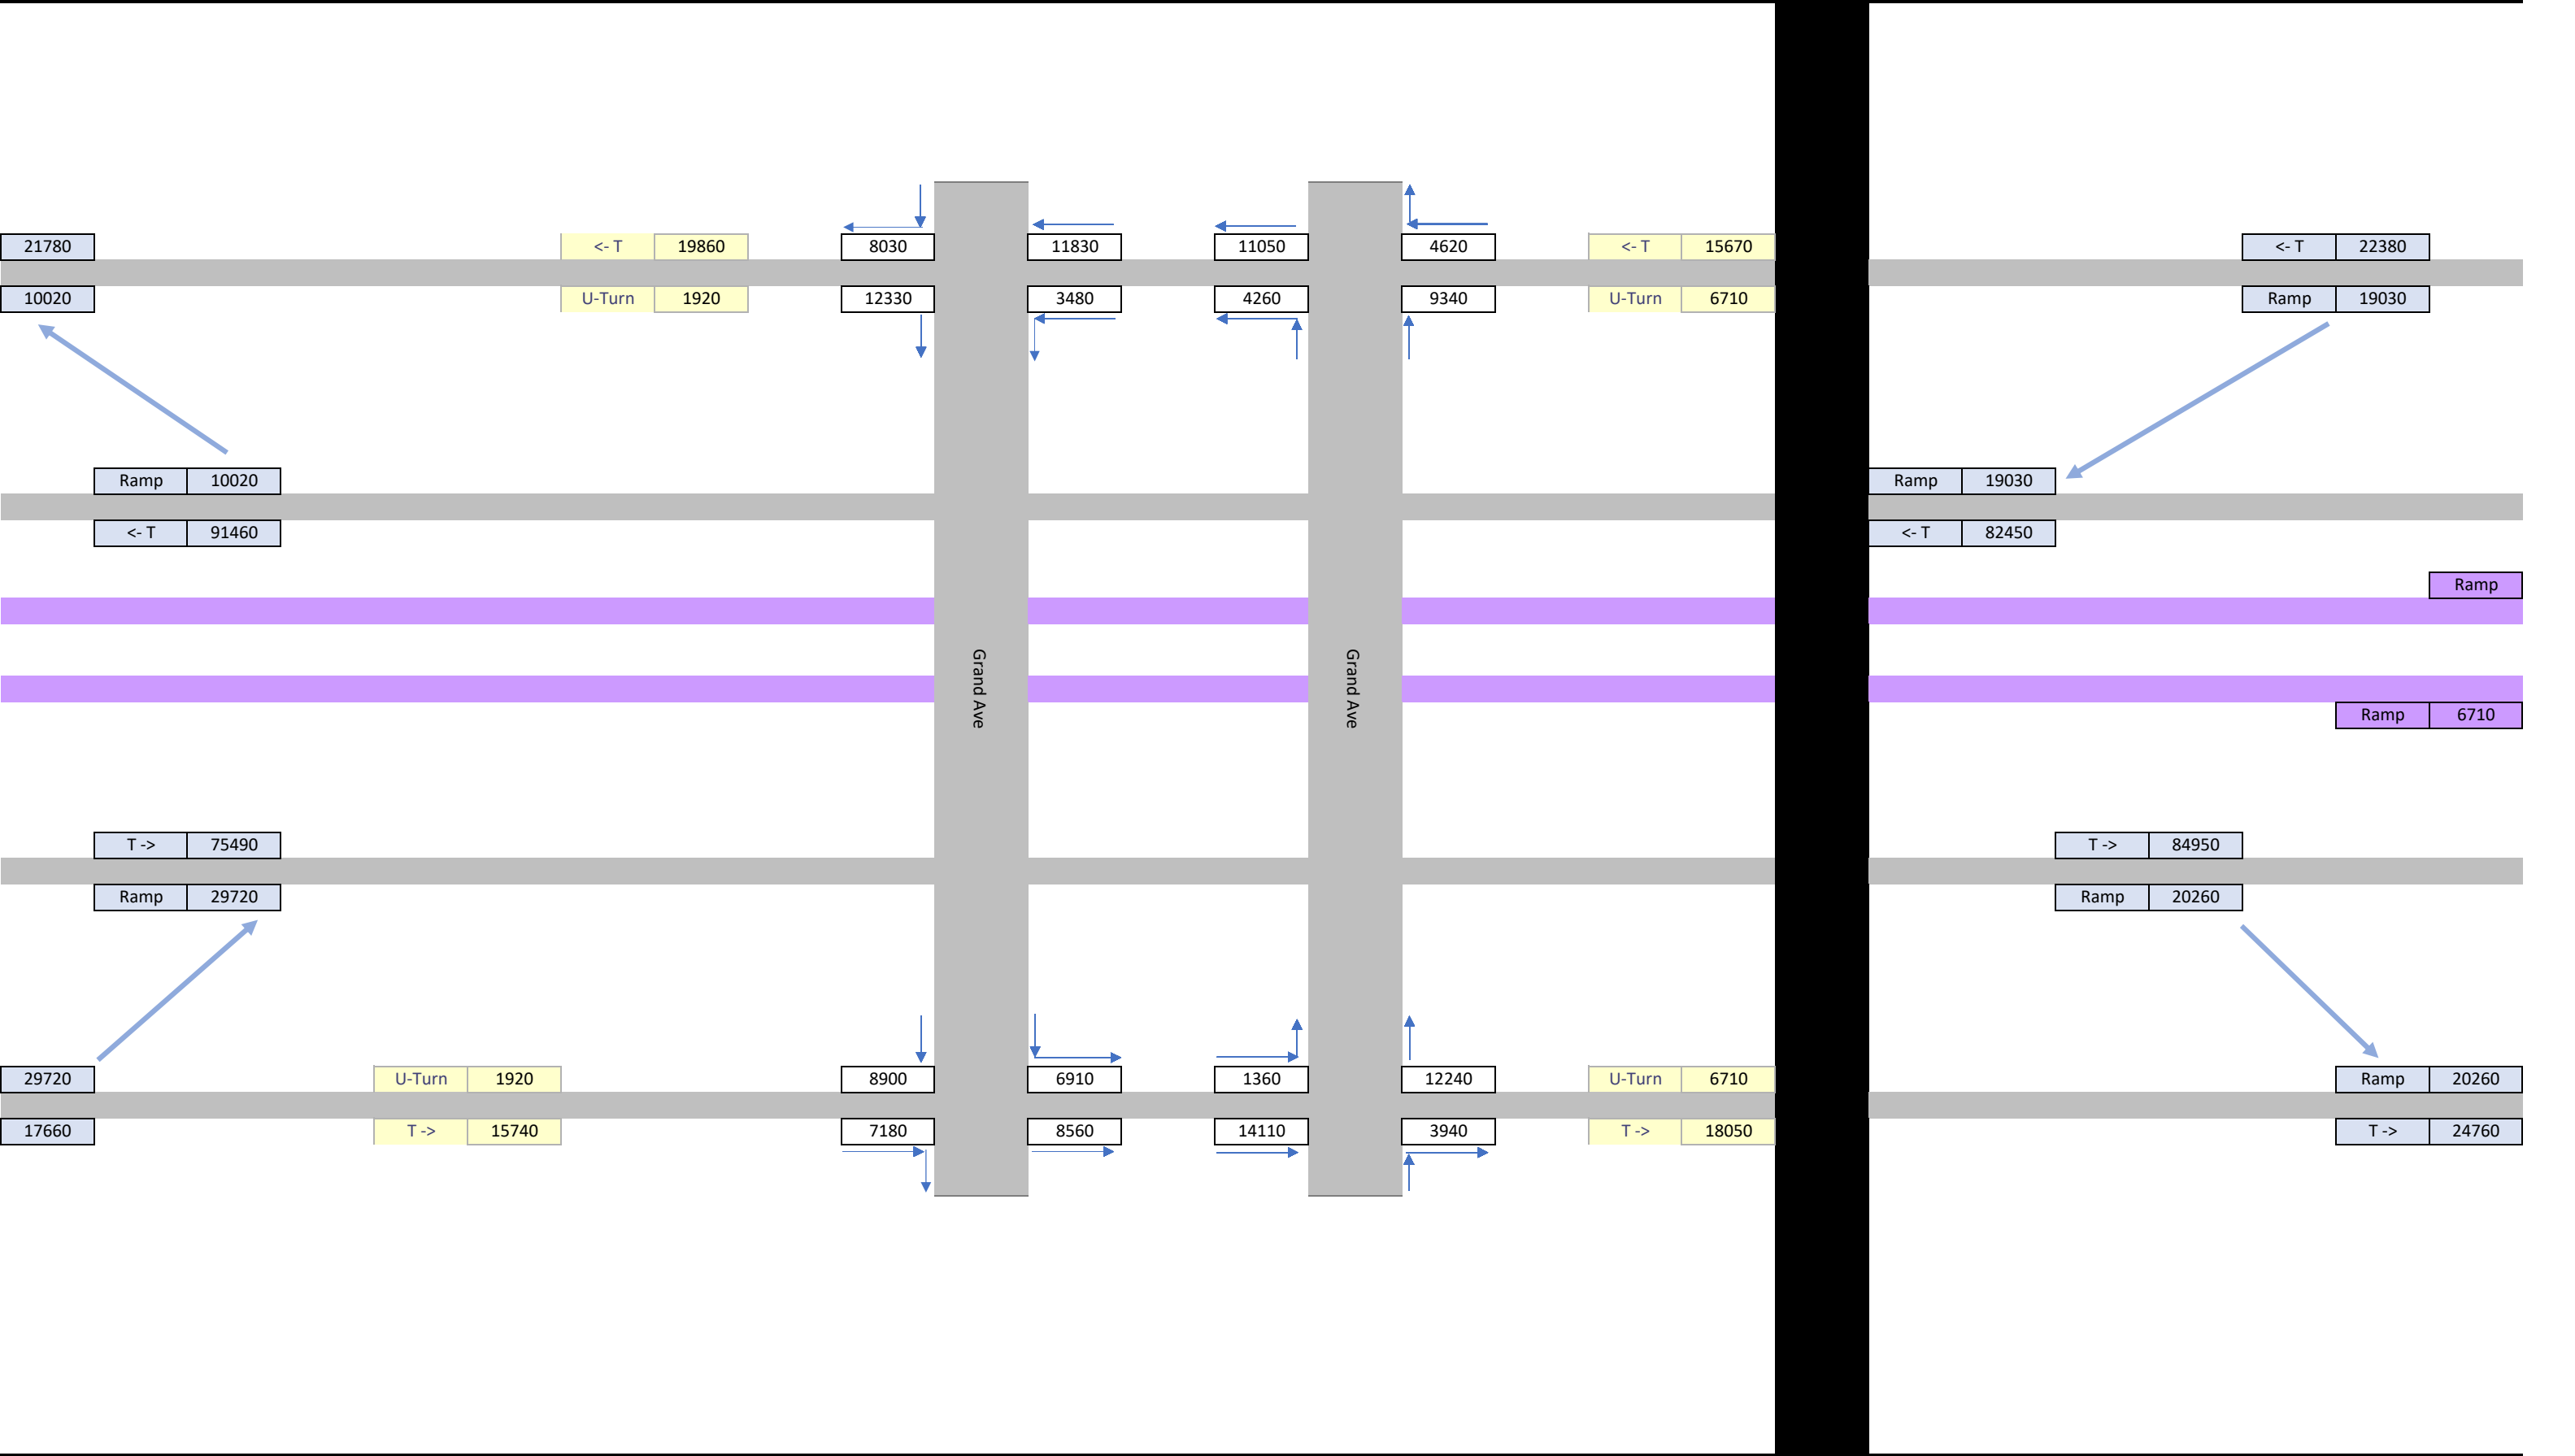 21780 <- T 19860 8030 11830 11050 4620 <- T 15670 <- T 22380
10020 U-Turn 1920 12330 3480 4260 9340 U-Turn 6710 Ramp 19030
Ramp 10020 Ramp 19030
<- T 91460 <- T 82450
Ramp
Grand Ave Grand Ave
Ramp 6710
T -> 75490 T -> 84950
Ramp 29720 Ramp 20260
29720 U-Turn 1920 8900 6910 1360 12240 U-Turn 6710 Ramp 20260
17660 T -> 15740 7180 8560 14110 3940 T -> 18050 T -> 24760